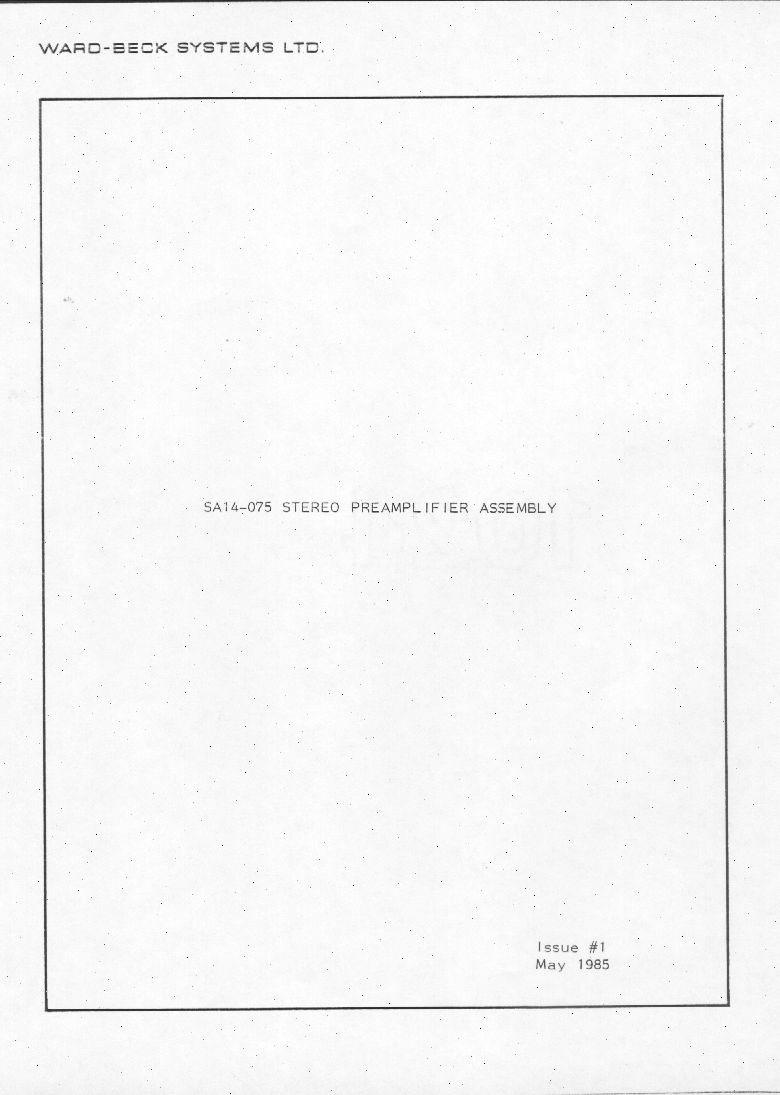 WARD-BECK SYSTEMS LTD.
SA14-075 STEREO PREAMPLIFIER ASSEMBLY
Issue #1
May 1985